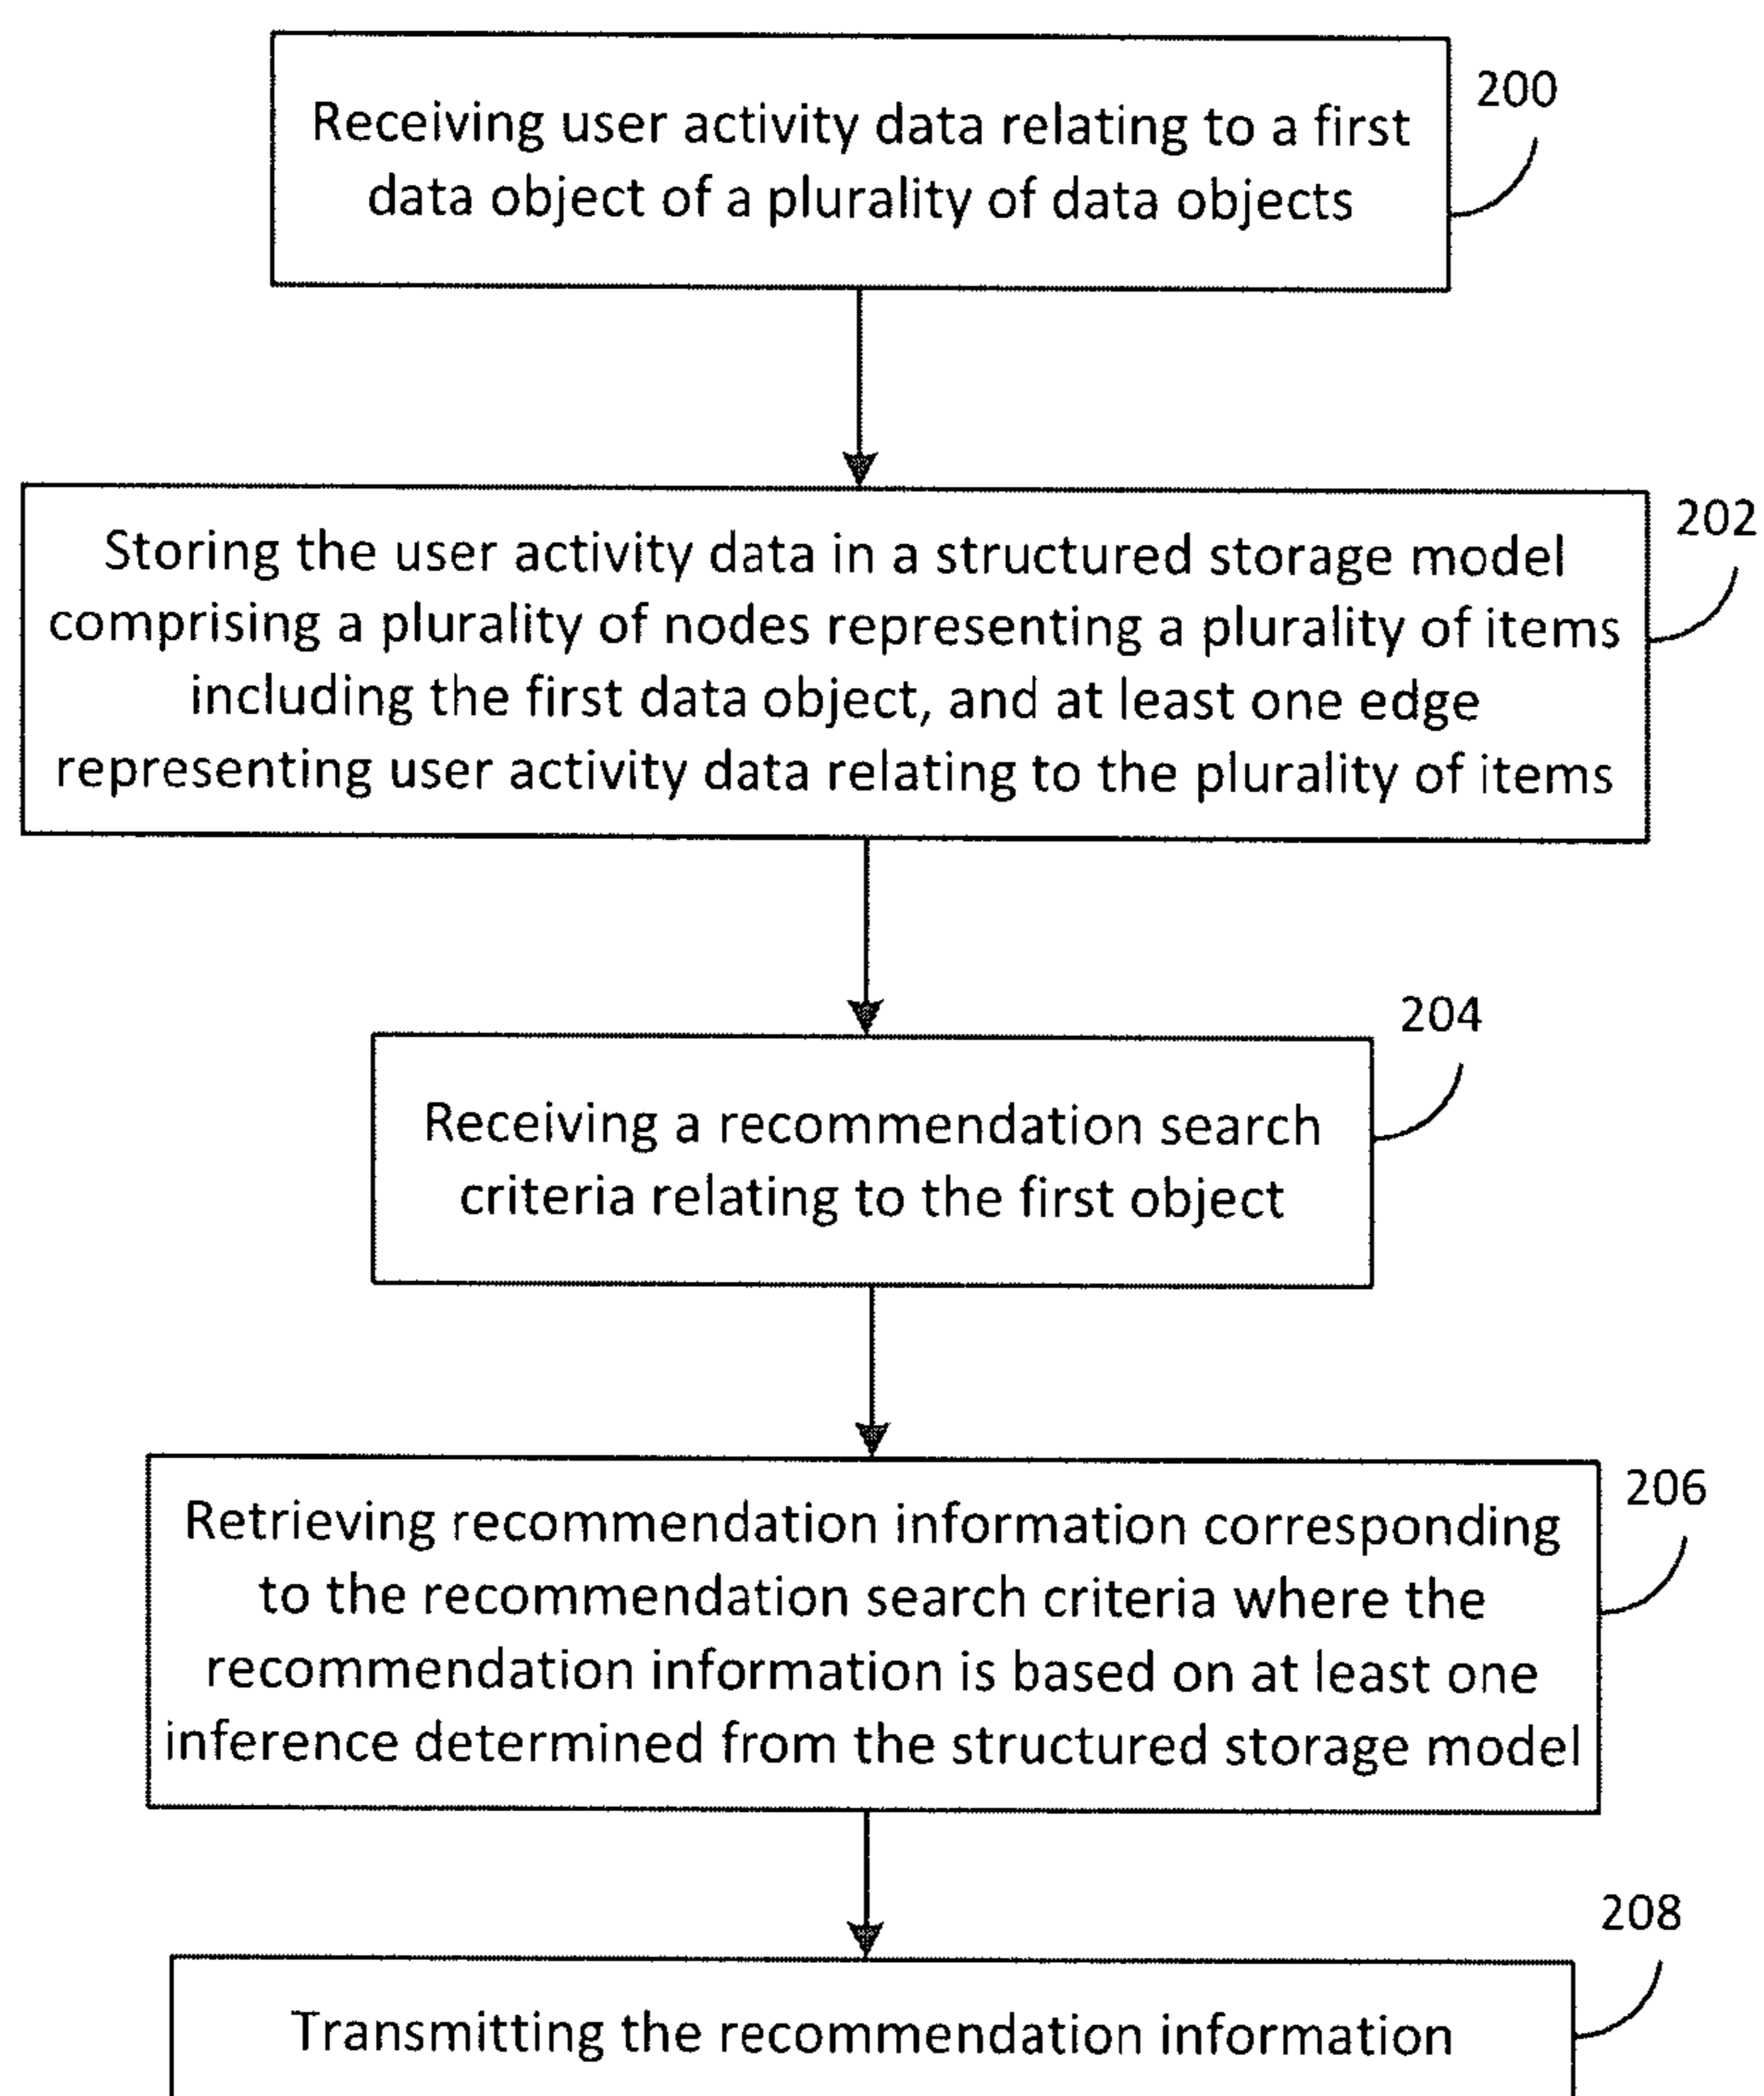 200
Receiving user activity data relating to a first
data object of a plurality of data objects
202
Storing the user activity data in a structured storage model
comprising a plurality of nodes representing a plurality of items
including the first data object, and at least one edge
representing user activity data relating to the plurality of items
204
Receiving a recommendation search
criteria relating to the first object
206
Retrieving recommendation information corresponding
to the recommendation search criteria where the
recommendation information is based on at least one
inference determined from the structured storage model
208
Transmitting the recommendation information